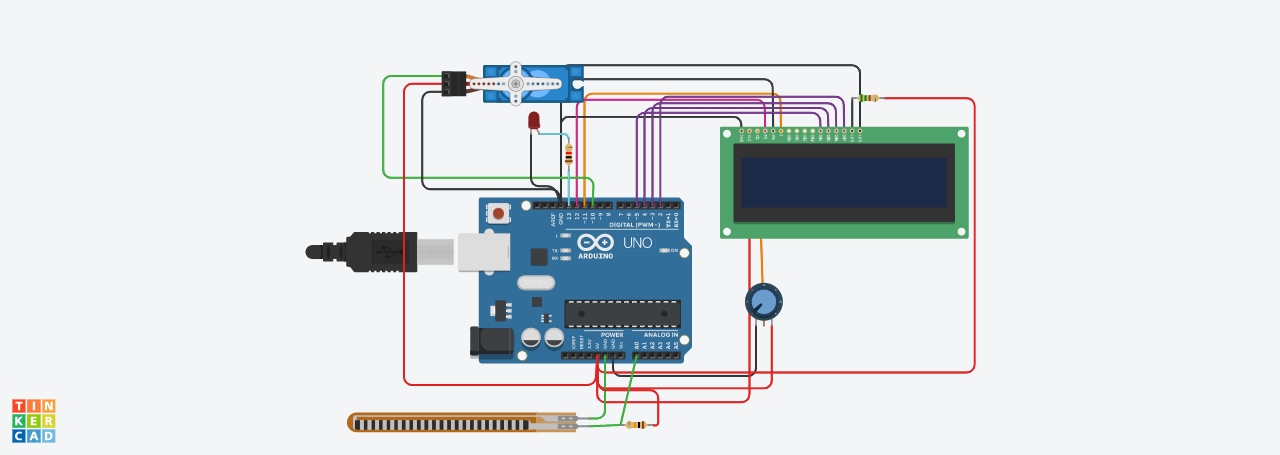 AREF
GND
13
12
~11
~10
~9
8
7
~6
~5
4
~3
2
TX→1
RX←0
DIGITAL (PWM~)
L
TX
RX
ARDUINO
UNO
ON
IOREF
RESET
3.3V
5V
GND
GND
Vin
POWER
ANALOG IN
A0
A1
A2
A3
A4
A5
TIN
KER
CAD